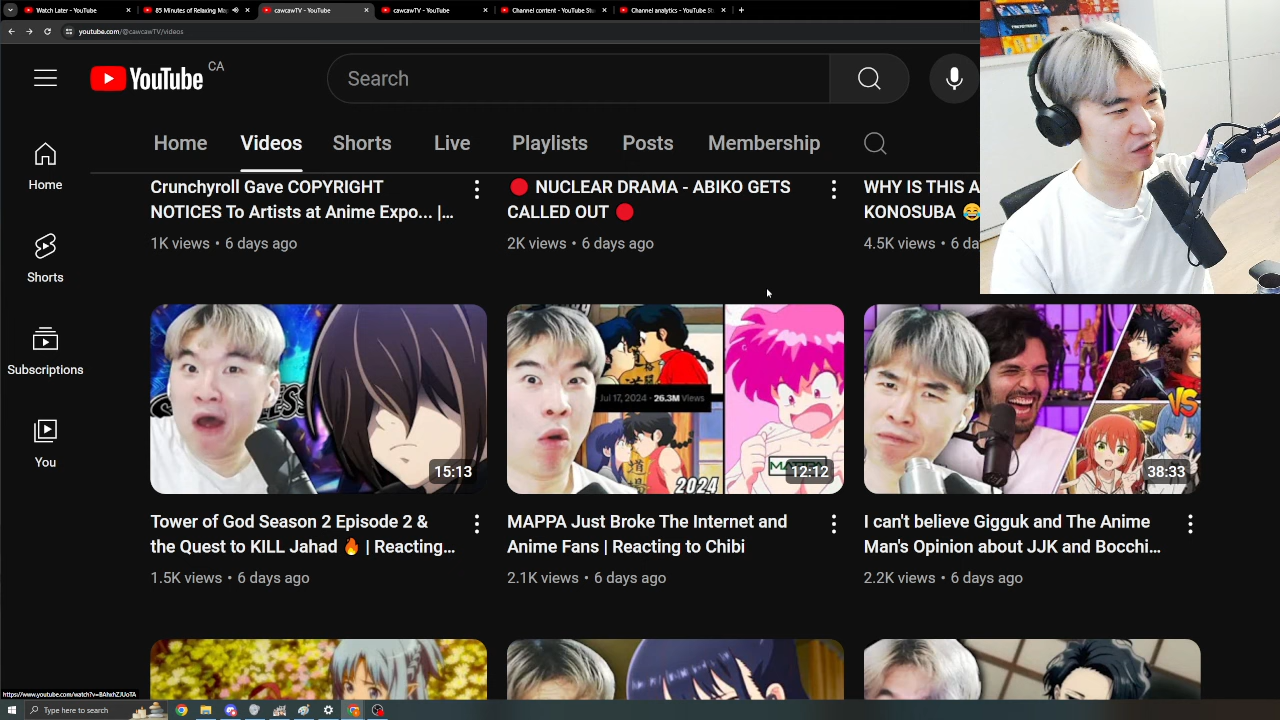 Watch Later - YouTube
85 Minutes of Relaxing Ma
cawcawTV - YouTube
cawcawTV - YouTube
Channel content - YouTube St
Channel analytics - YouTube St
youtube.com/@cawcawTV/videos
YouTube
CA
Search
Home
Videos
Shorts
Live
Playlists
Posts
Membership
Home
Shorts
Subscriptions
You
Crunchyroll Gave COPYRIGHT
NOTICES To Artists at Anime Expo... |...
1K views • 6 days ago
🔴 NUCLEAR DRAMA - ABIKO GETS
CALLED OUT 🔴
2K views • 6 days ago
WHY IS THIS A
KONOSUBA 😂
4.5K views • 6 da
15:13
Tower of God Season 2 Episode 2 &
the Quest to KILL Jahad 🔥 | Reacting...
1.5K views • 6 days ago
Jul 17, 2024 · 26.3M Views
2024
12:12
MAPPA Just Broke The Internet and
Anime Fans | Reacting to Chibi
2.1K views • 6 days ago
VS
38:33
I can't believe Gigguk and The Anime
Man's Opinion about JJK and Bocchi...
2.2K views • 6 days ago
Type here to search